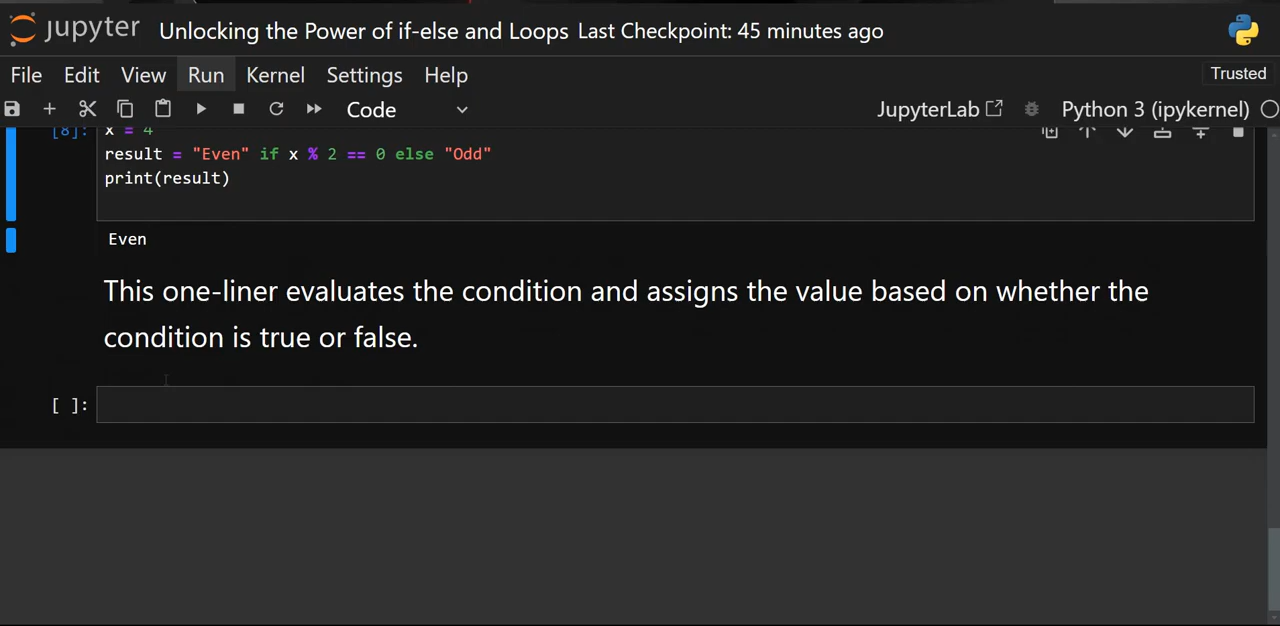 jupyter Unlocking the Power of if-else and Loops Last Checkpoint: 45 minutes ago
File Edit View Run Kernel Settings Help Trusted
Code JupyterLab Python 3 (ipykernel)
[8]: x = 4
result = "Even" if x % 2 == 0 else "Odd"
print(result)
Even
This one-liner evaluates the condition and assigns the value based on whether the
condition is true or false.
[ ]: